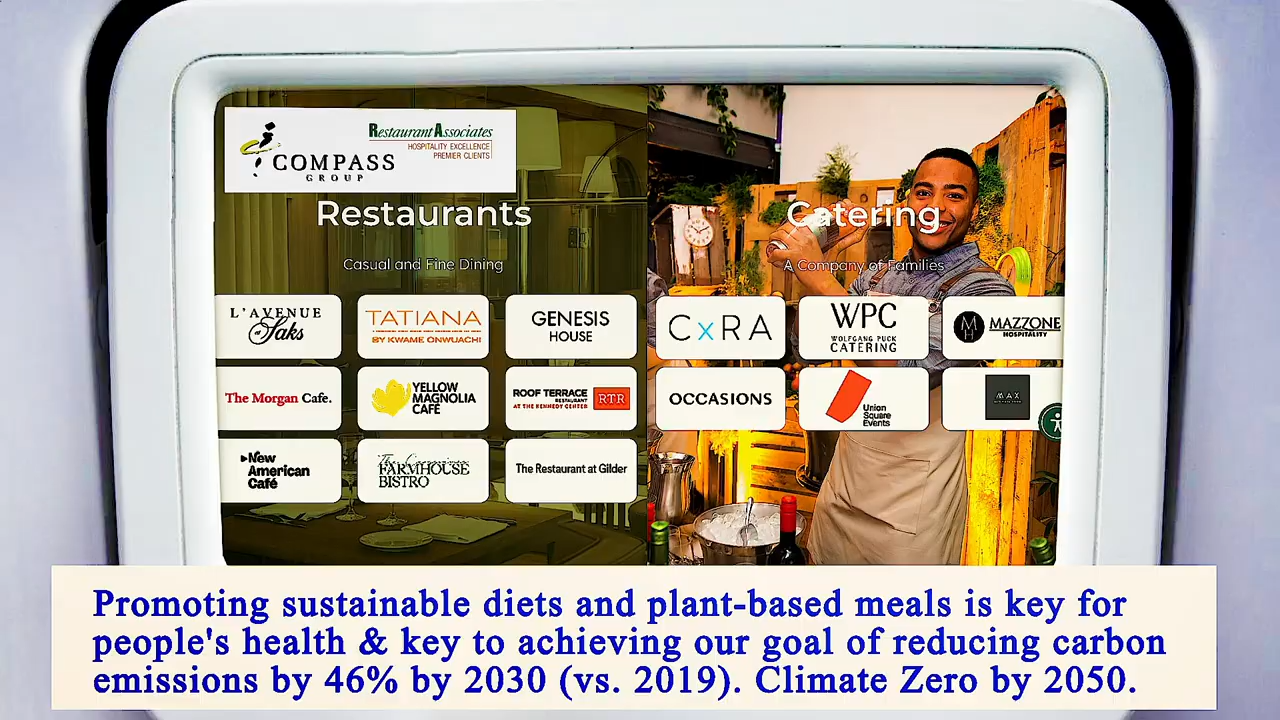 COMPASS
GROUP
Restaurant Associates
HOSPITALITY EXCELLENCE
PREMIER CLIENTS
Restaurants
Casual and Fine Dining
L'AVENUE
at Saks
TATIANA
BY KWAME ONWUACHI
GENESIS
HOUSE
The Morgan Cafe.
YELLOW
MAGNOLIA
CAFÉ
ROOF TERRACE
RESTAURANT
AT THE KENNEDY CENTER
RTR
New
American
Café
FARMHOUSE
BISTRO
The Restaurant at Gilder
Catering
A Company of Families
CxRA
WPC
WOLFGANG PUCK
CATERING
MH
MAZZONE
HOSPITALITY
OCCASIONS
Union
Square
Events
MAX
Promoting sustainable diets and plant-based meals is key for
people's health & key to achieving our goal of reducing carbon
emissions by 46% by 2030 (vs. 2019). Climate Zero by 2050.